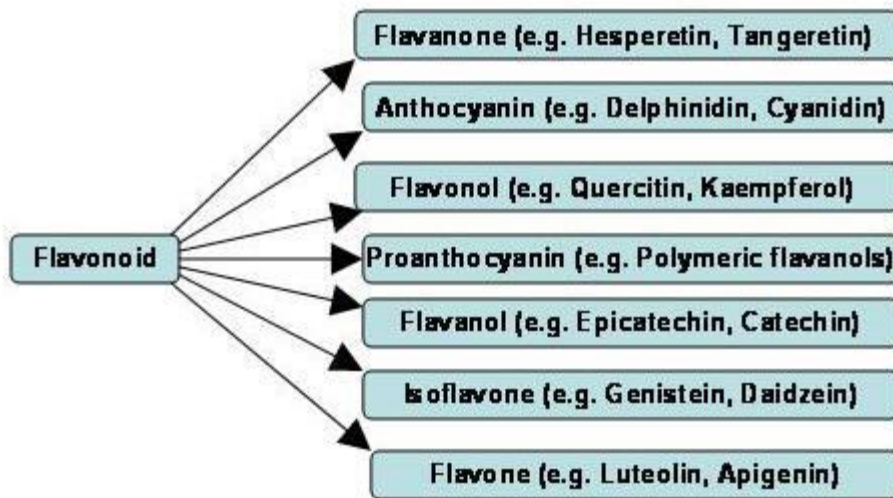 Flavanone (e.g. Hesperetin, Tangeretin)
Anthocyanin (e.g. Delphinidin, Cyanidin)
Flavonol (e.g. Quercitin, Kaempferol)
Flavonoid
Proanthocyanin (e.g. Polymeric flavanols)
Flavanol (e.g. Epicatechin, Catechin)
Isoflavone (e.g. Genistein, Daidzein)
Flavone (e.g. Luteolin, Apigenin)